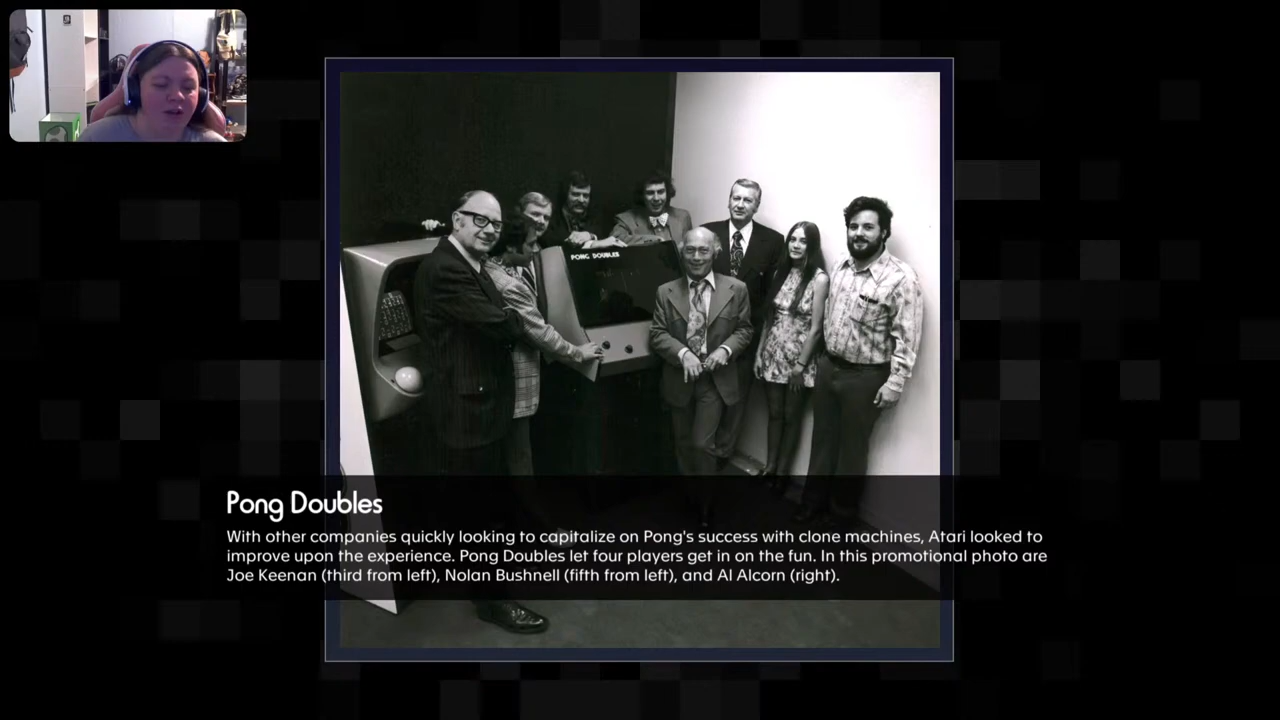 PONG DOUBLES
Pong Doubles
With other companies quickly looking to capitalize on Pong's success with clone machines, Atari looked to
improve upon the experience. Pong Doubles let four players get in on the fun. In this promotional photo are
Joe Keenan (third from left), Nolan Bushnell (fifth from left), and Al Alcorn (right).